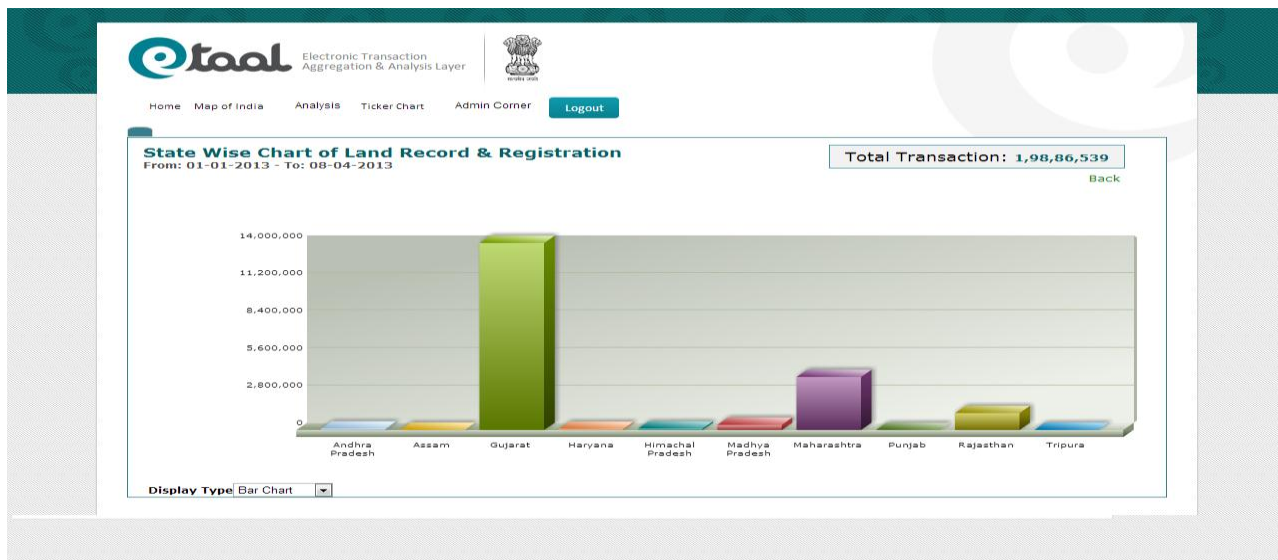 etaal
Electronic Transaction
Aggregation & Analysis Layer
Home Map of India Analysis Ticker Chart Admin Corner Logout
State Wise Chart of Land Record & Registration
From: 01-01-2013 - To: 08-04-2013
Total Transaction: 1,98,86,539
Back
14,000,000
11,200,000
8,400,000
5,600,000
2,800,000
0
Andhra
Pradesh
Assam
Gujarat
Haryana
Himachal
Pradesh
Madhya
Pradesh
Maharashtra
Punjab
Rajasthan
Tripura
Display Type Bar Chart